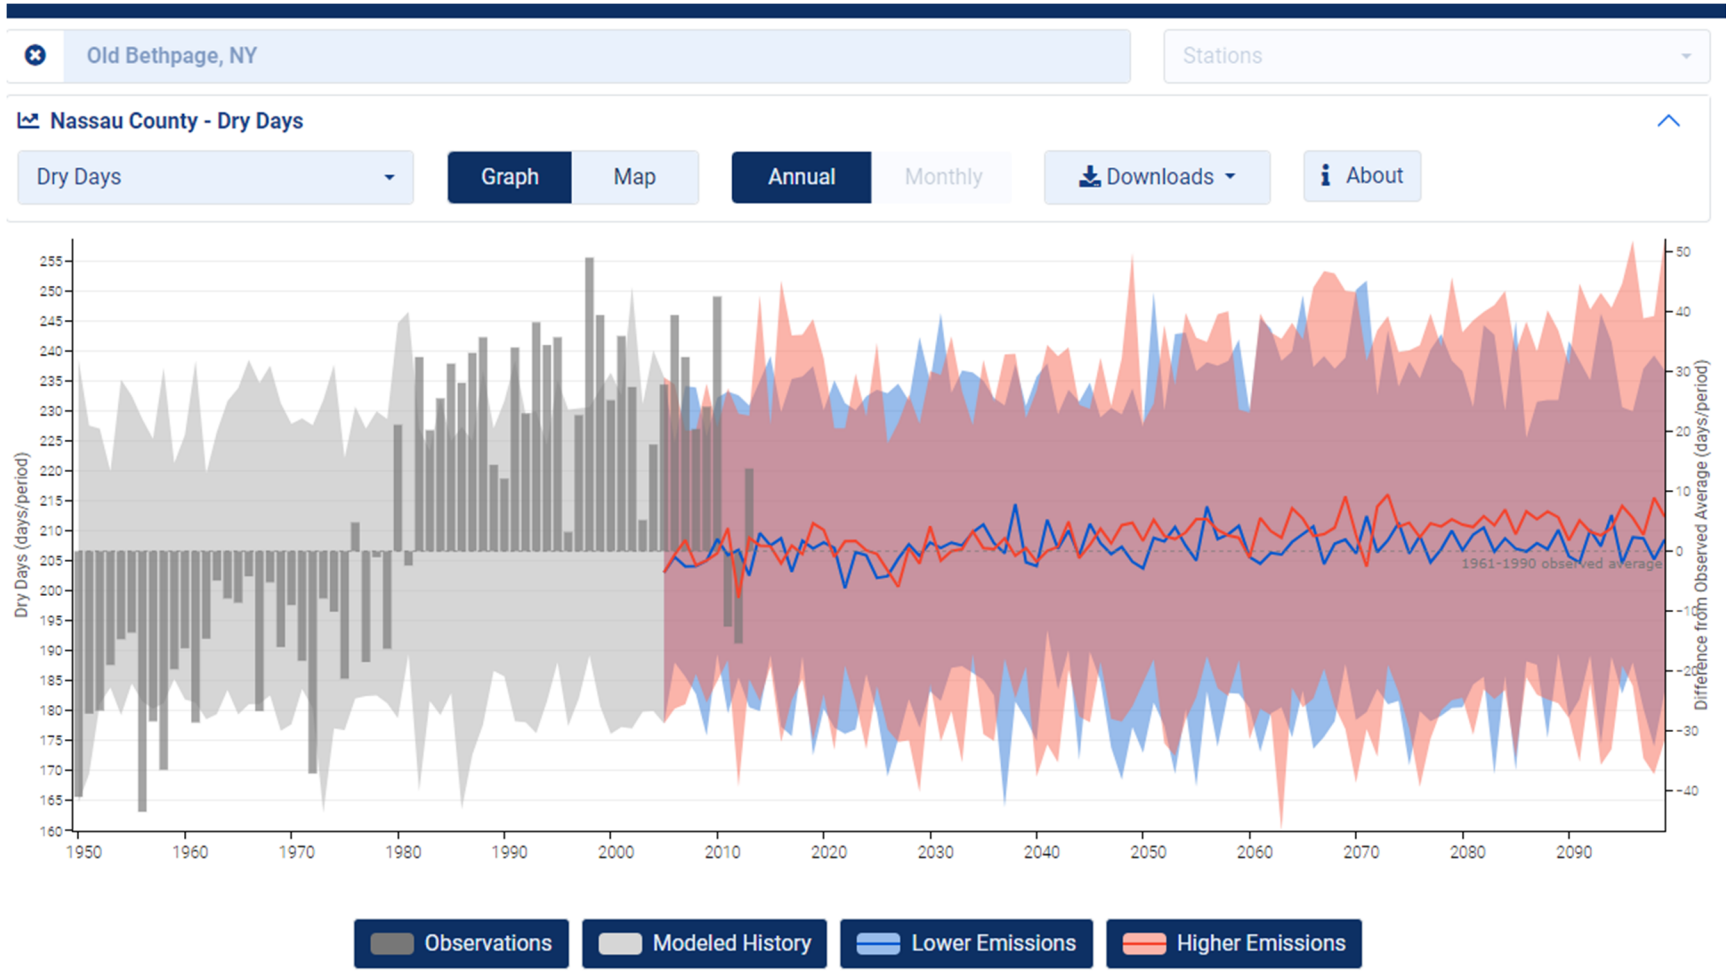 Old Bethpage, NY
Stations
Nassau County - Dry Days
Dry Days
Graph
Map
Annual
Monthly
Downloads
About
255
250
245
240
235
230
225
220
215
210
205
200
195
190
185
180
175
170
165
160
Dry Days (days/period)
50
40
30
20
10
0
-10
-20
-30
-40
Difference from Observed Average (days/period)
1961-1990 observed average
1950 1960 1970 1980 1990 2000 2010 2020 2030 2040 2050 2060 2070 2080 2090
Observations
Modeled History
Lower Emissions
Higher Emissions